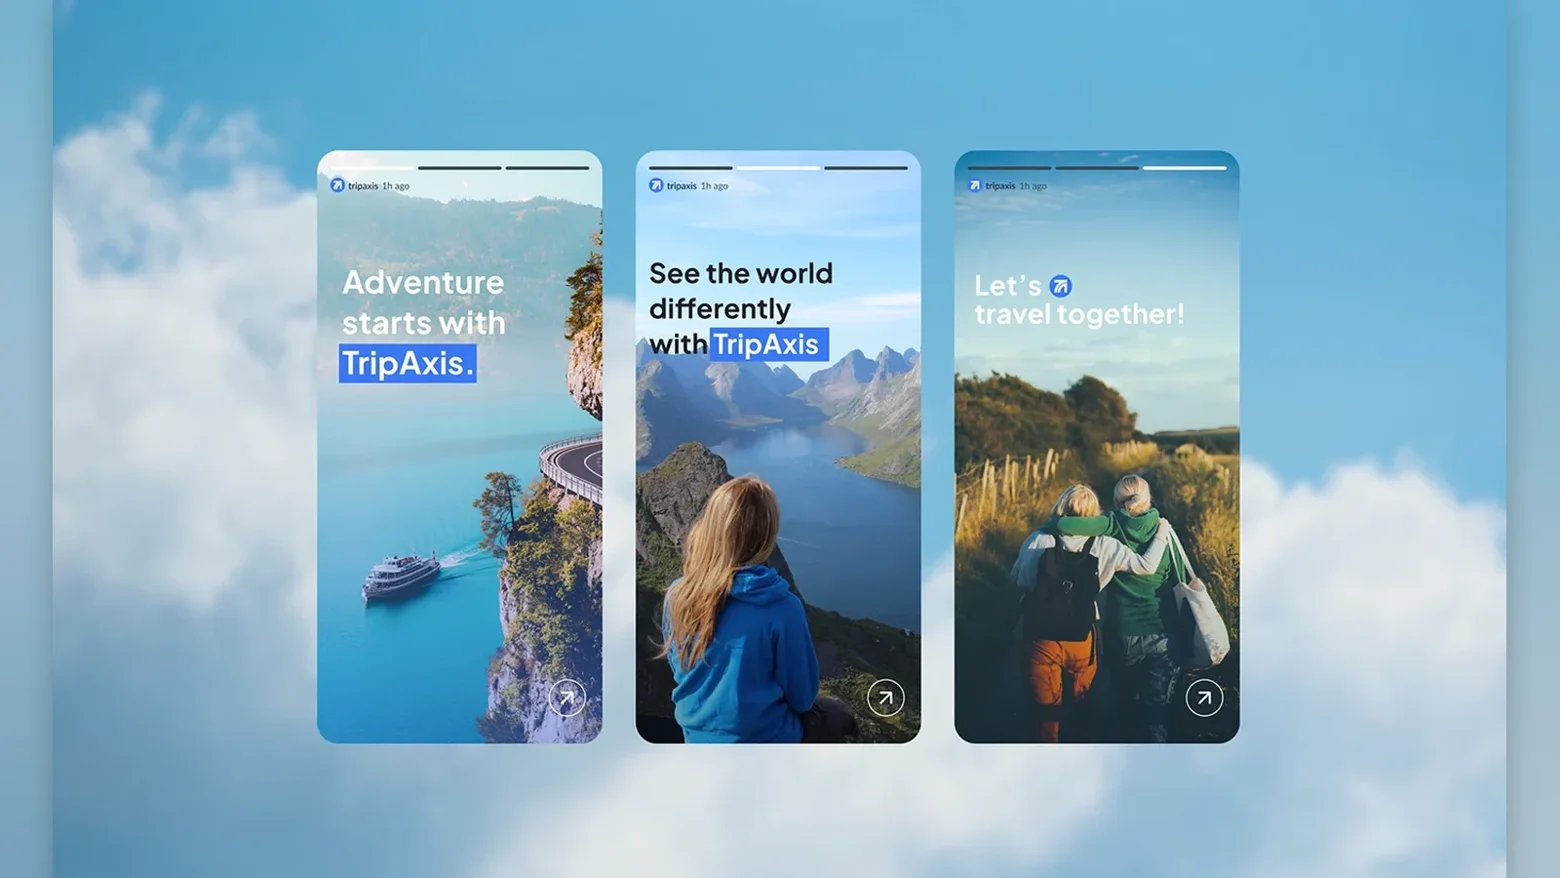 tripaxis 1h ago
Adventure
starts with
TripAxis.
tripaxis 1h ago
See the world
differently
with TripAxis
tripaxis 1h ago
Let's
travel together!